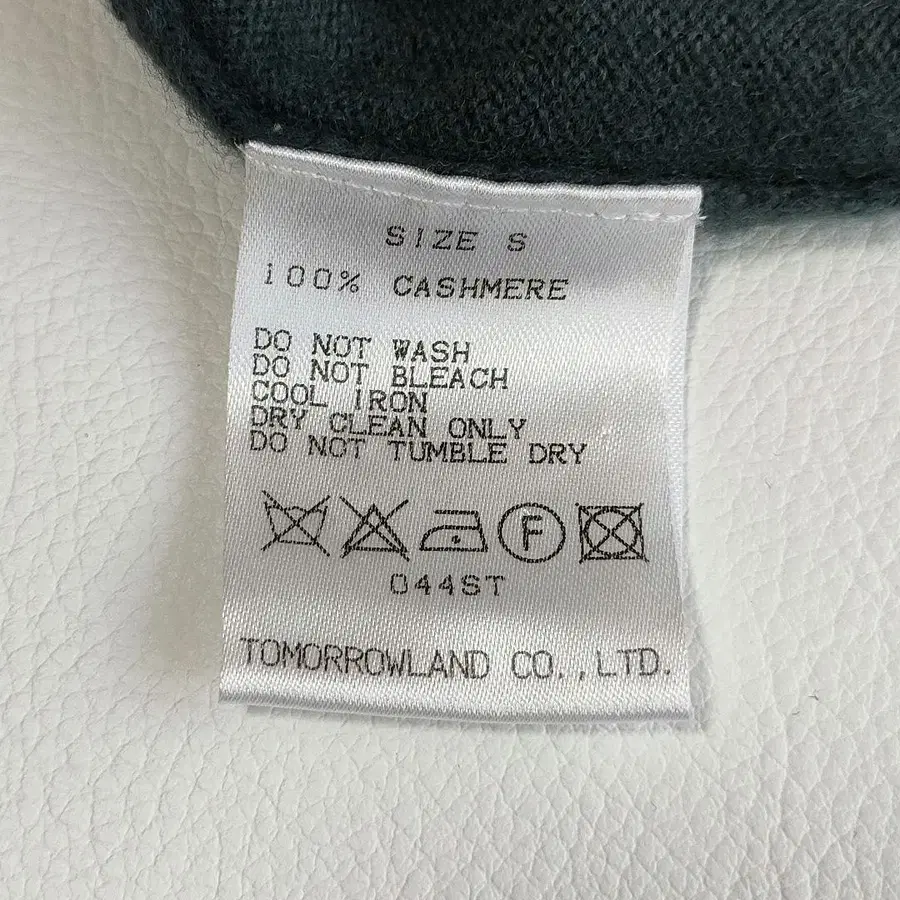 SIZE S
100% CASHMERE
DO NOT WASH
DO NOT BLEACH
COOL IRON
DRY CLEAN ONLY
DO NOT TUMBLE DRY
F
044ST
TOMORROWLAND CO.,LTD.